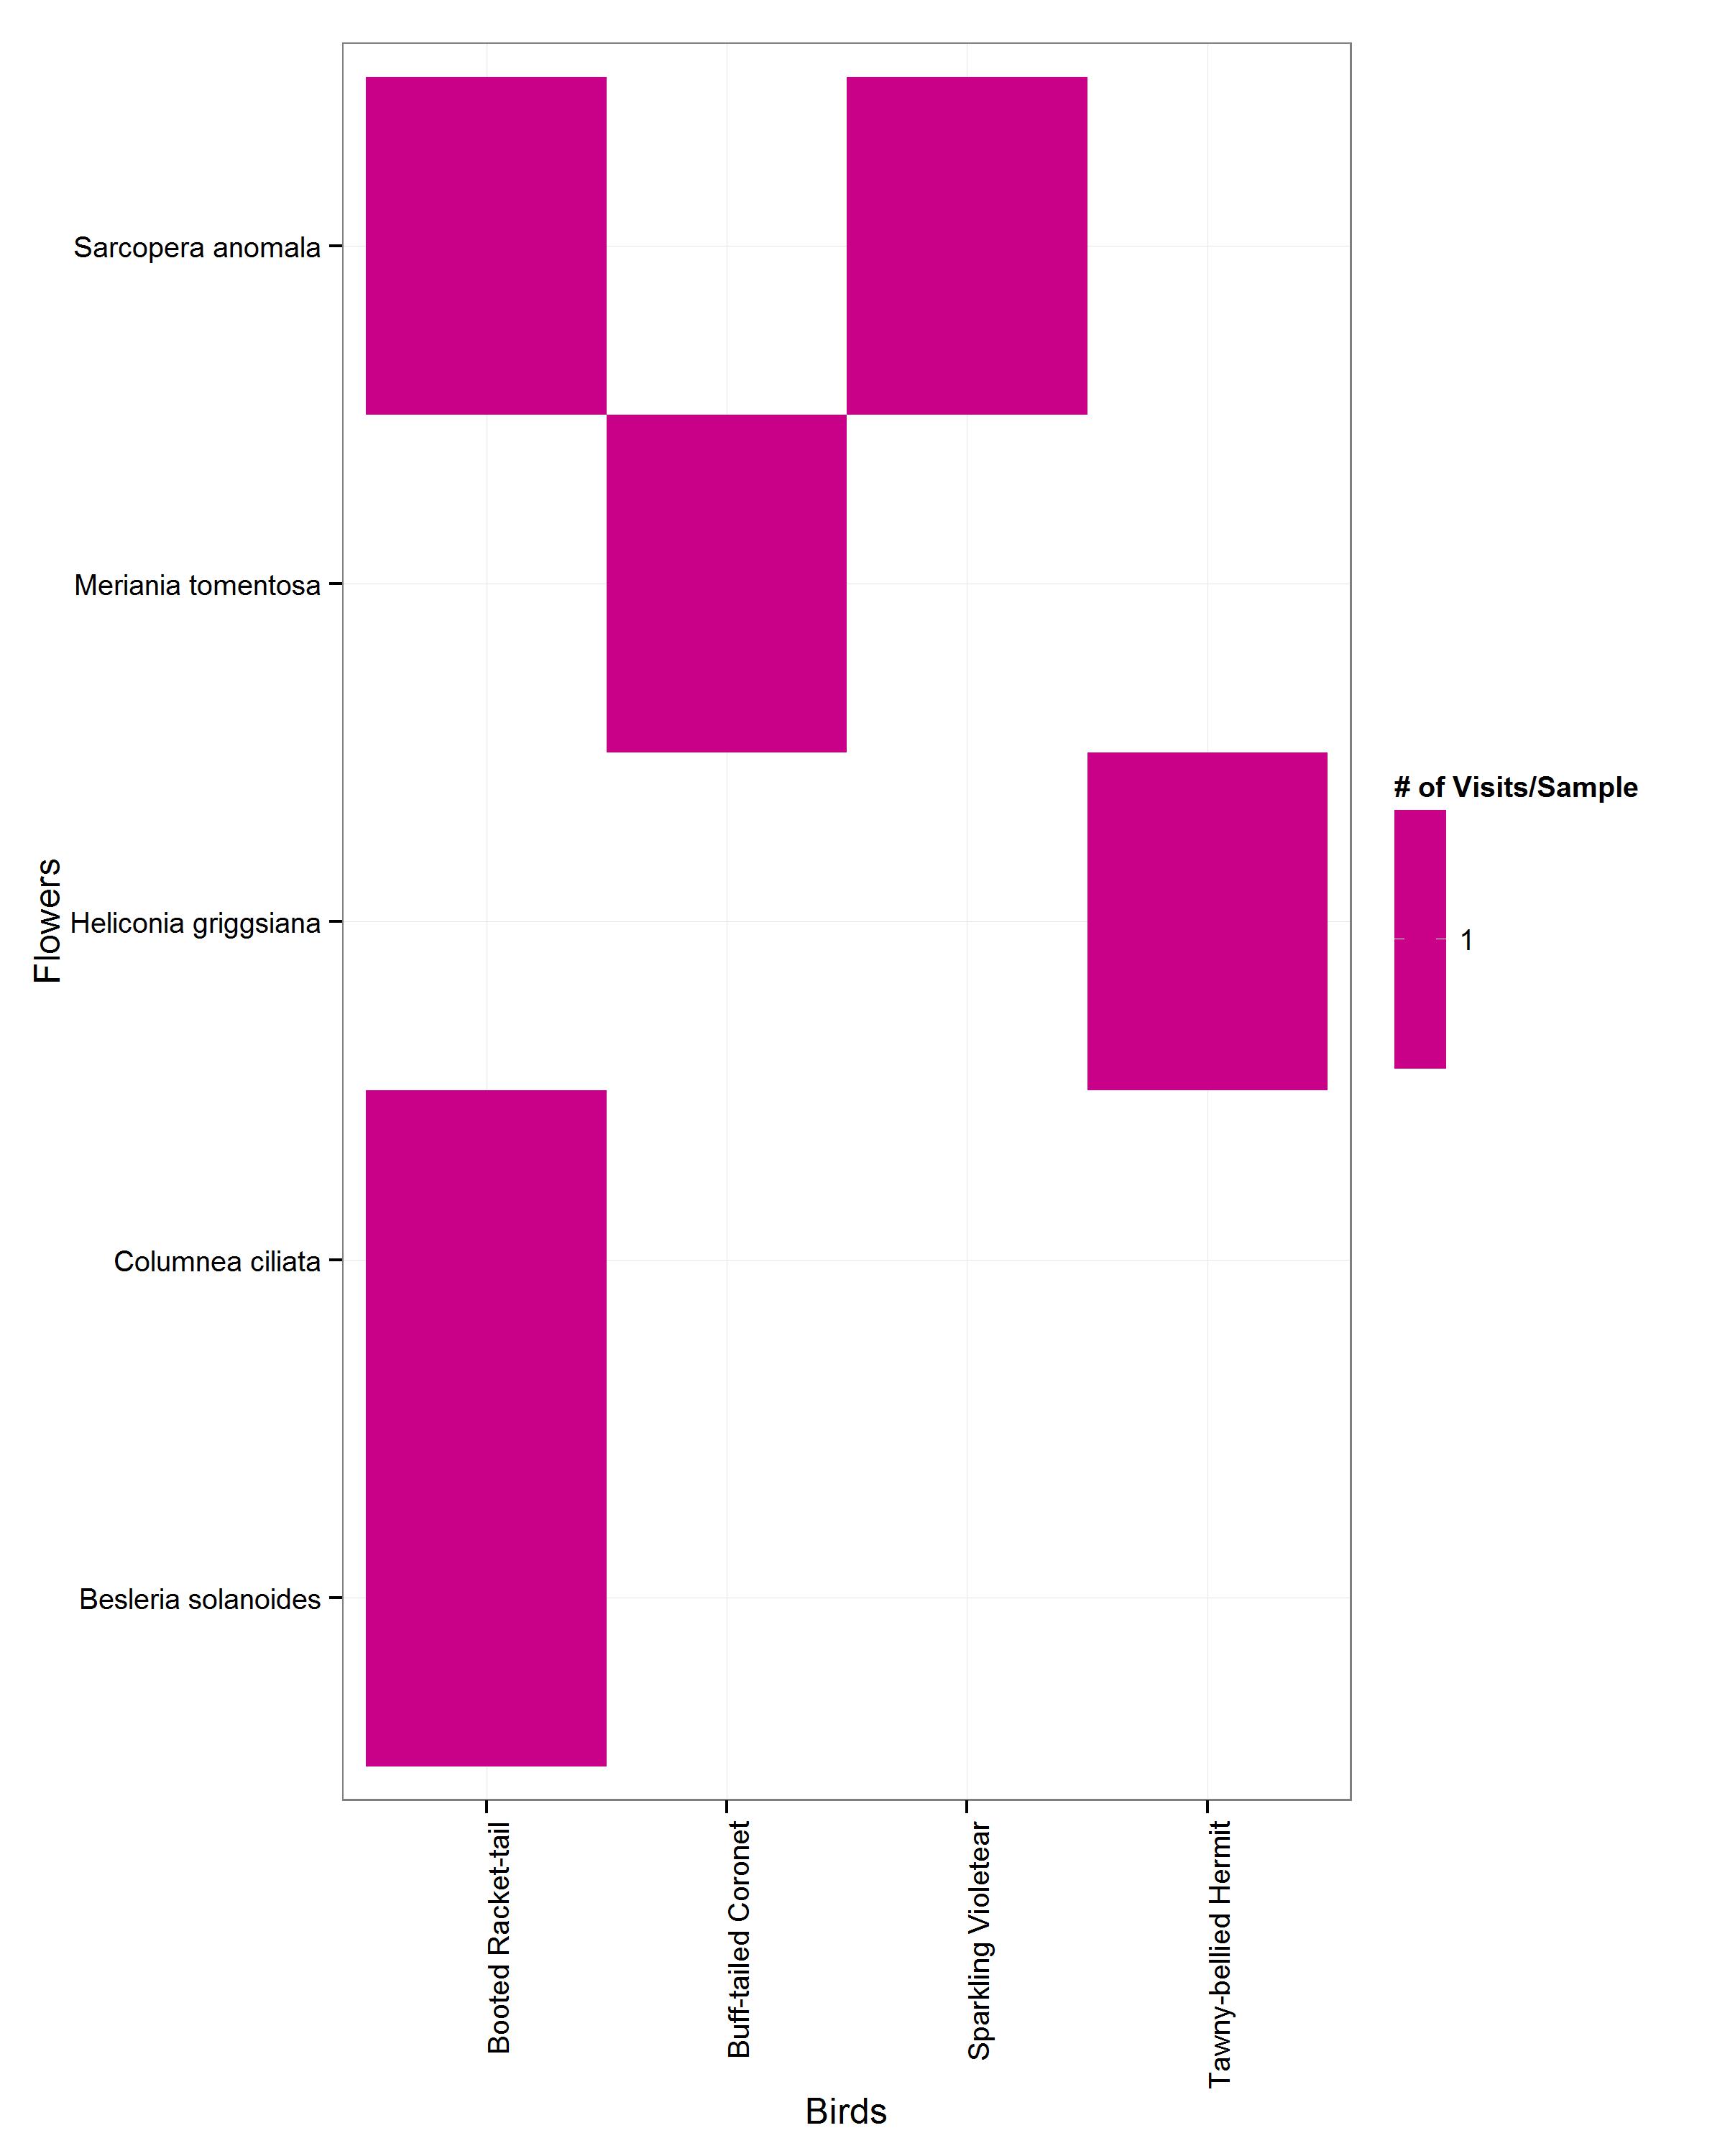 Sarcopera anomala
Meriania tomentosa
Heliconia griggsiana
Columnea ciliata
Besleria solanoides
Flowers
Booted Racket-tail
Buff-tailed Coronet
Sparkling Violetear
Tawny-bellied Hermit
Birds
# of Visits/Sample
1